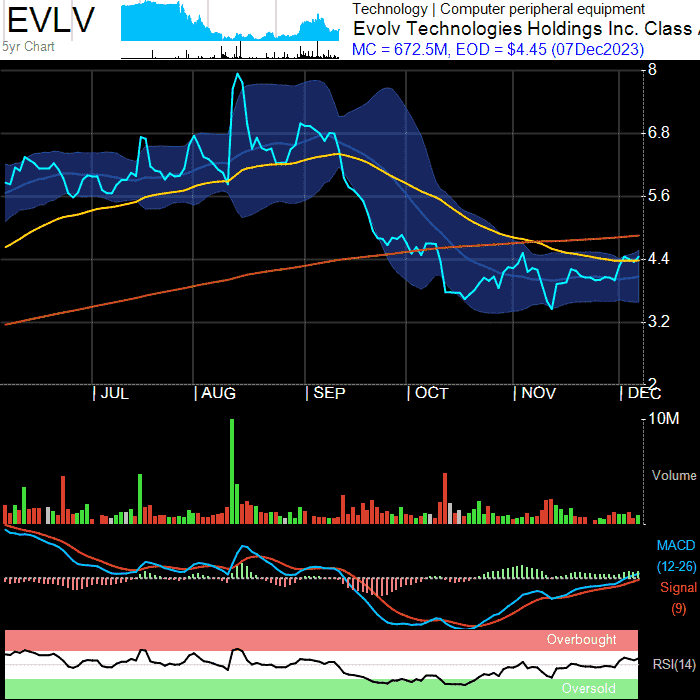 EVLV
5yr Chart
Technology | Computer peripheral equipment
Evolv Technologies Holdings Inc. Class
MC = 672.5M, EOD = $4.45 (07Dec2023)
8
6.8
5.6
4.4
3.2
2
JUL AUG SEP OCT NOV DEC
10M
Volume
MACD
(12-26)
Signal
(9)
Overbought
RSI(14)
Oversold